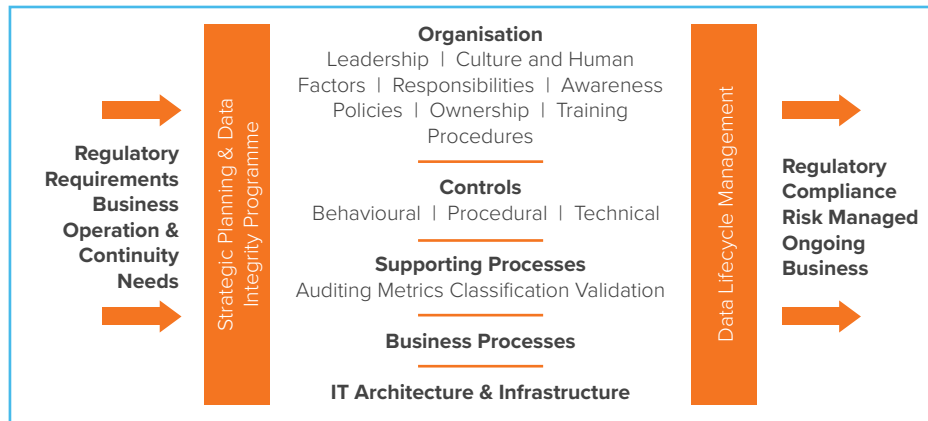 Regulatory
Requirements
Business
Operation &
Continuity
Needs
Strategic Planning & Data
Integrity Programme
Organisation
Leadership | Culture and Human
Factors | Responsibilities | Awareness
Policies | Ownership | Training
Procedures
Controls
Behavioural | Procedural | Technical
Supporting Processes
Auditing Metrics Classification Validation
Business Processes
IT Architecture & Infrastructure
Data Lifecycle Management
Regulatory
Compliance
Risk Managed
Ongoing
Business